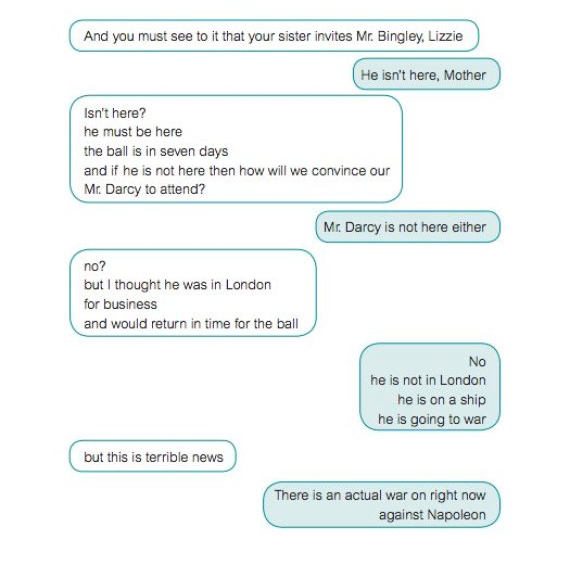 And you must see to it that your sister invites Mr. Bingley, Lizzie
He isn't here, Mother
Isn't here?
he must be here
the ball is in seven days
and if he is not here then how will we convince our
Mr. Darcy to attend?
Mr. Darcy is not here either
no?
but I thought he was in London
for business
and would return in time for the ball
No
he is not in London
he is on a ship
he is going to war
but this is terrible news
There is an actual war on right now
against Napoleon